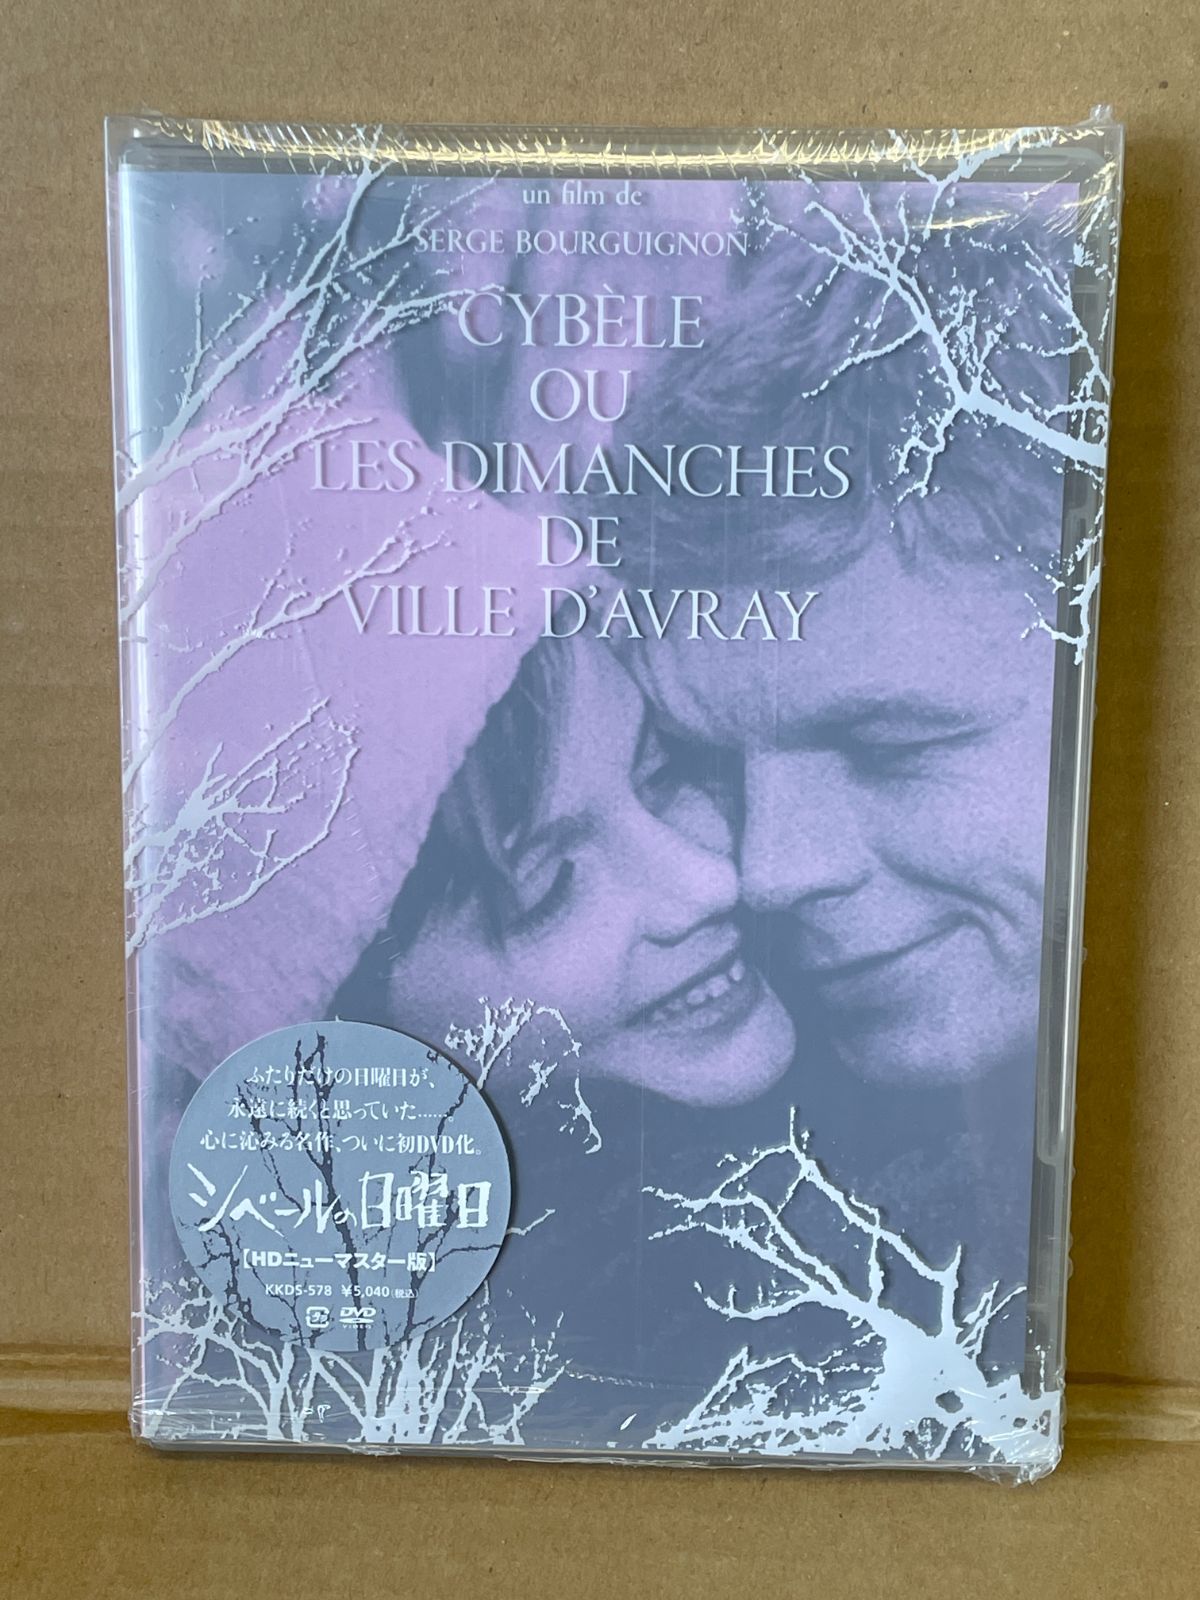 un film de
SERGE BOURGUIGNON
CYBÈLE
OU
LES DIMANCHES
DE
VILLE D'AVRAY
ふたりだけの日曜日が、
永遠に続くと思っていた……。
心に沁みる名作、ついに初DVD化。
シベールの日曜日
【HDニューマスター版】
KKDS-578 ¥5,040(税込)
DVD
VIDEO